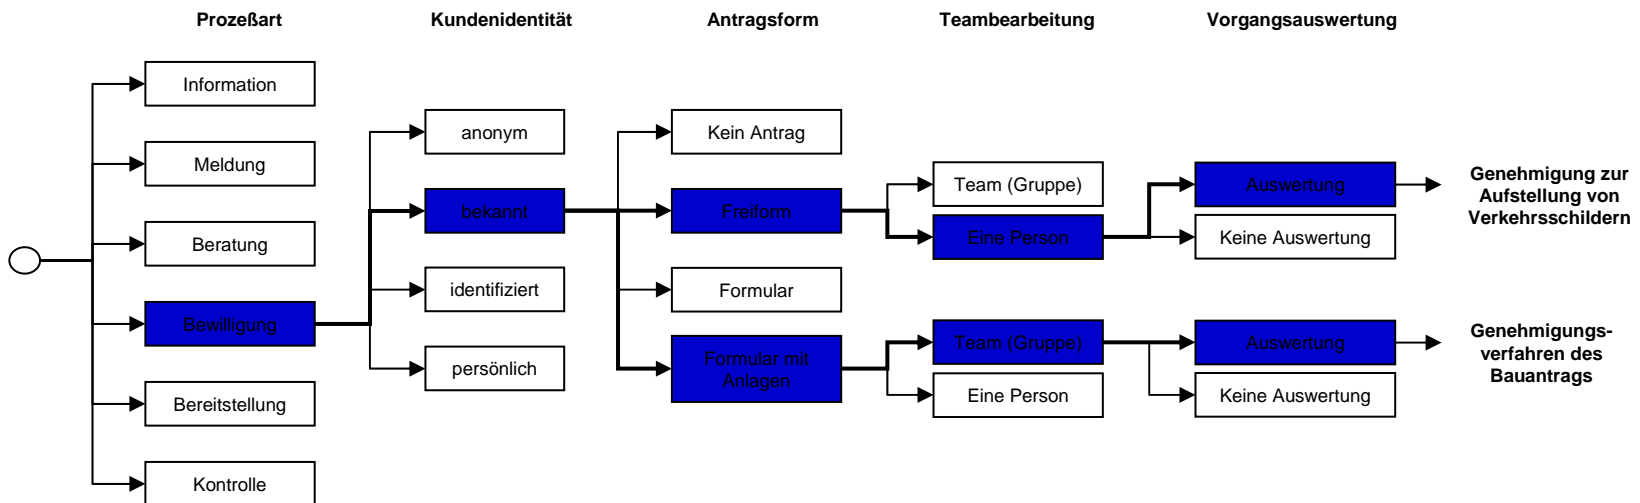 Prozeßart
Kundenidentität
Antragsform
Teambearbeitung
Vorgangsauswertung
Information
Meldung
Beratung
Bewilligung
Bereitstellung
Kontrolle
anonym
bekannt
identifiziert
persönlich
Kein Antrag
Freiform
Formular
Formular mit
Anlagen
Team (Gruppe)
Eine Person
Team (Gruppe)
Eine Person
Auswertung
Keine Auswertung
Auswertung
Keine Auswertung
Genehmigung zur
Aufstellung von
Verkehrsschildern
Genehmigungs-
verfahren des
Bauantrags